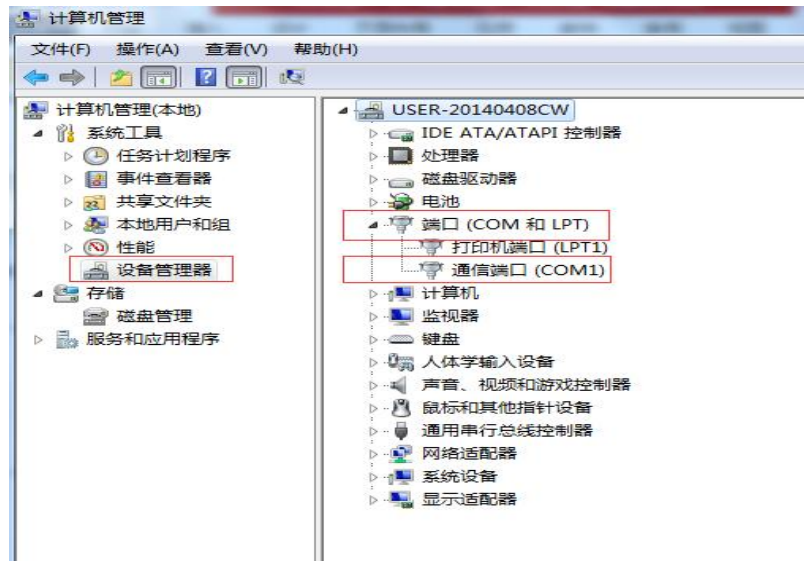 计算机管理
文件(F) 操作(A) 查看(V) 帮助(H)
计算机管理(本地)
系统工具
任务计划程序
事件查看器
共享文件夹
本地用户和组
性能
设备管理器
存储
磁盘管理
服务和应用程序
USER-20140408CW
IDE ATA/ATAPI 控制器
处理器
磁盘驱动器
电池
端口 (COM 和 LPT)
打印机端口 (LPT1)
通信端口 (COM1)
计算机
监视器
键盘
人体学输入设备
声音、视频和游戏控制器
鼠标和其他指针设备
通用串行总线控制器
网络适配器
系统设备
显示适配器